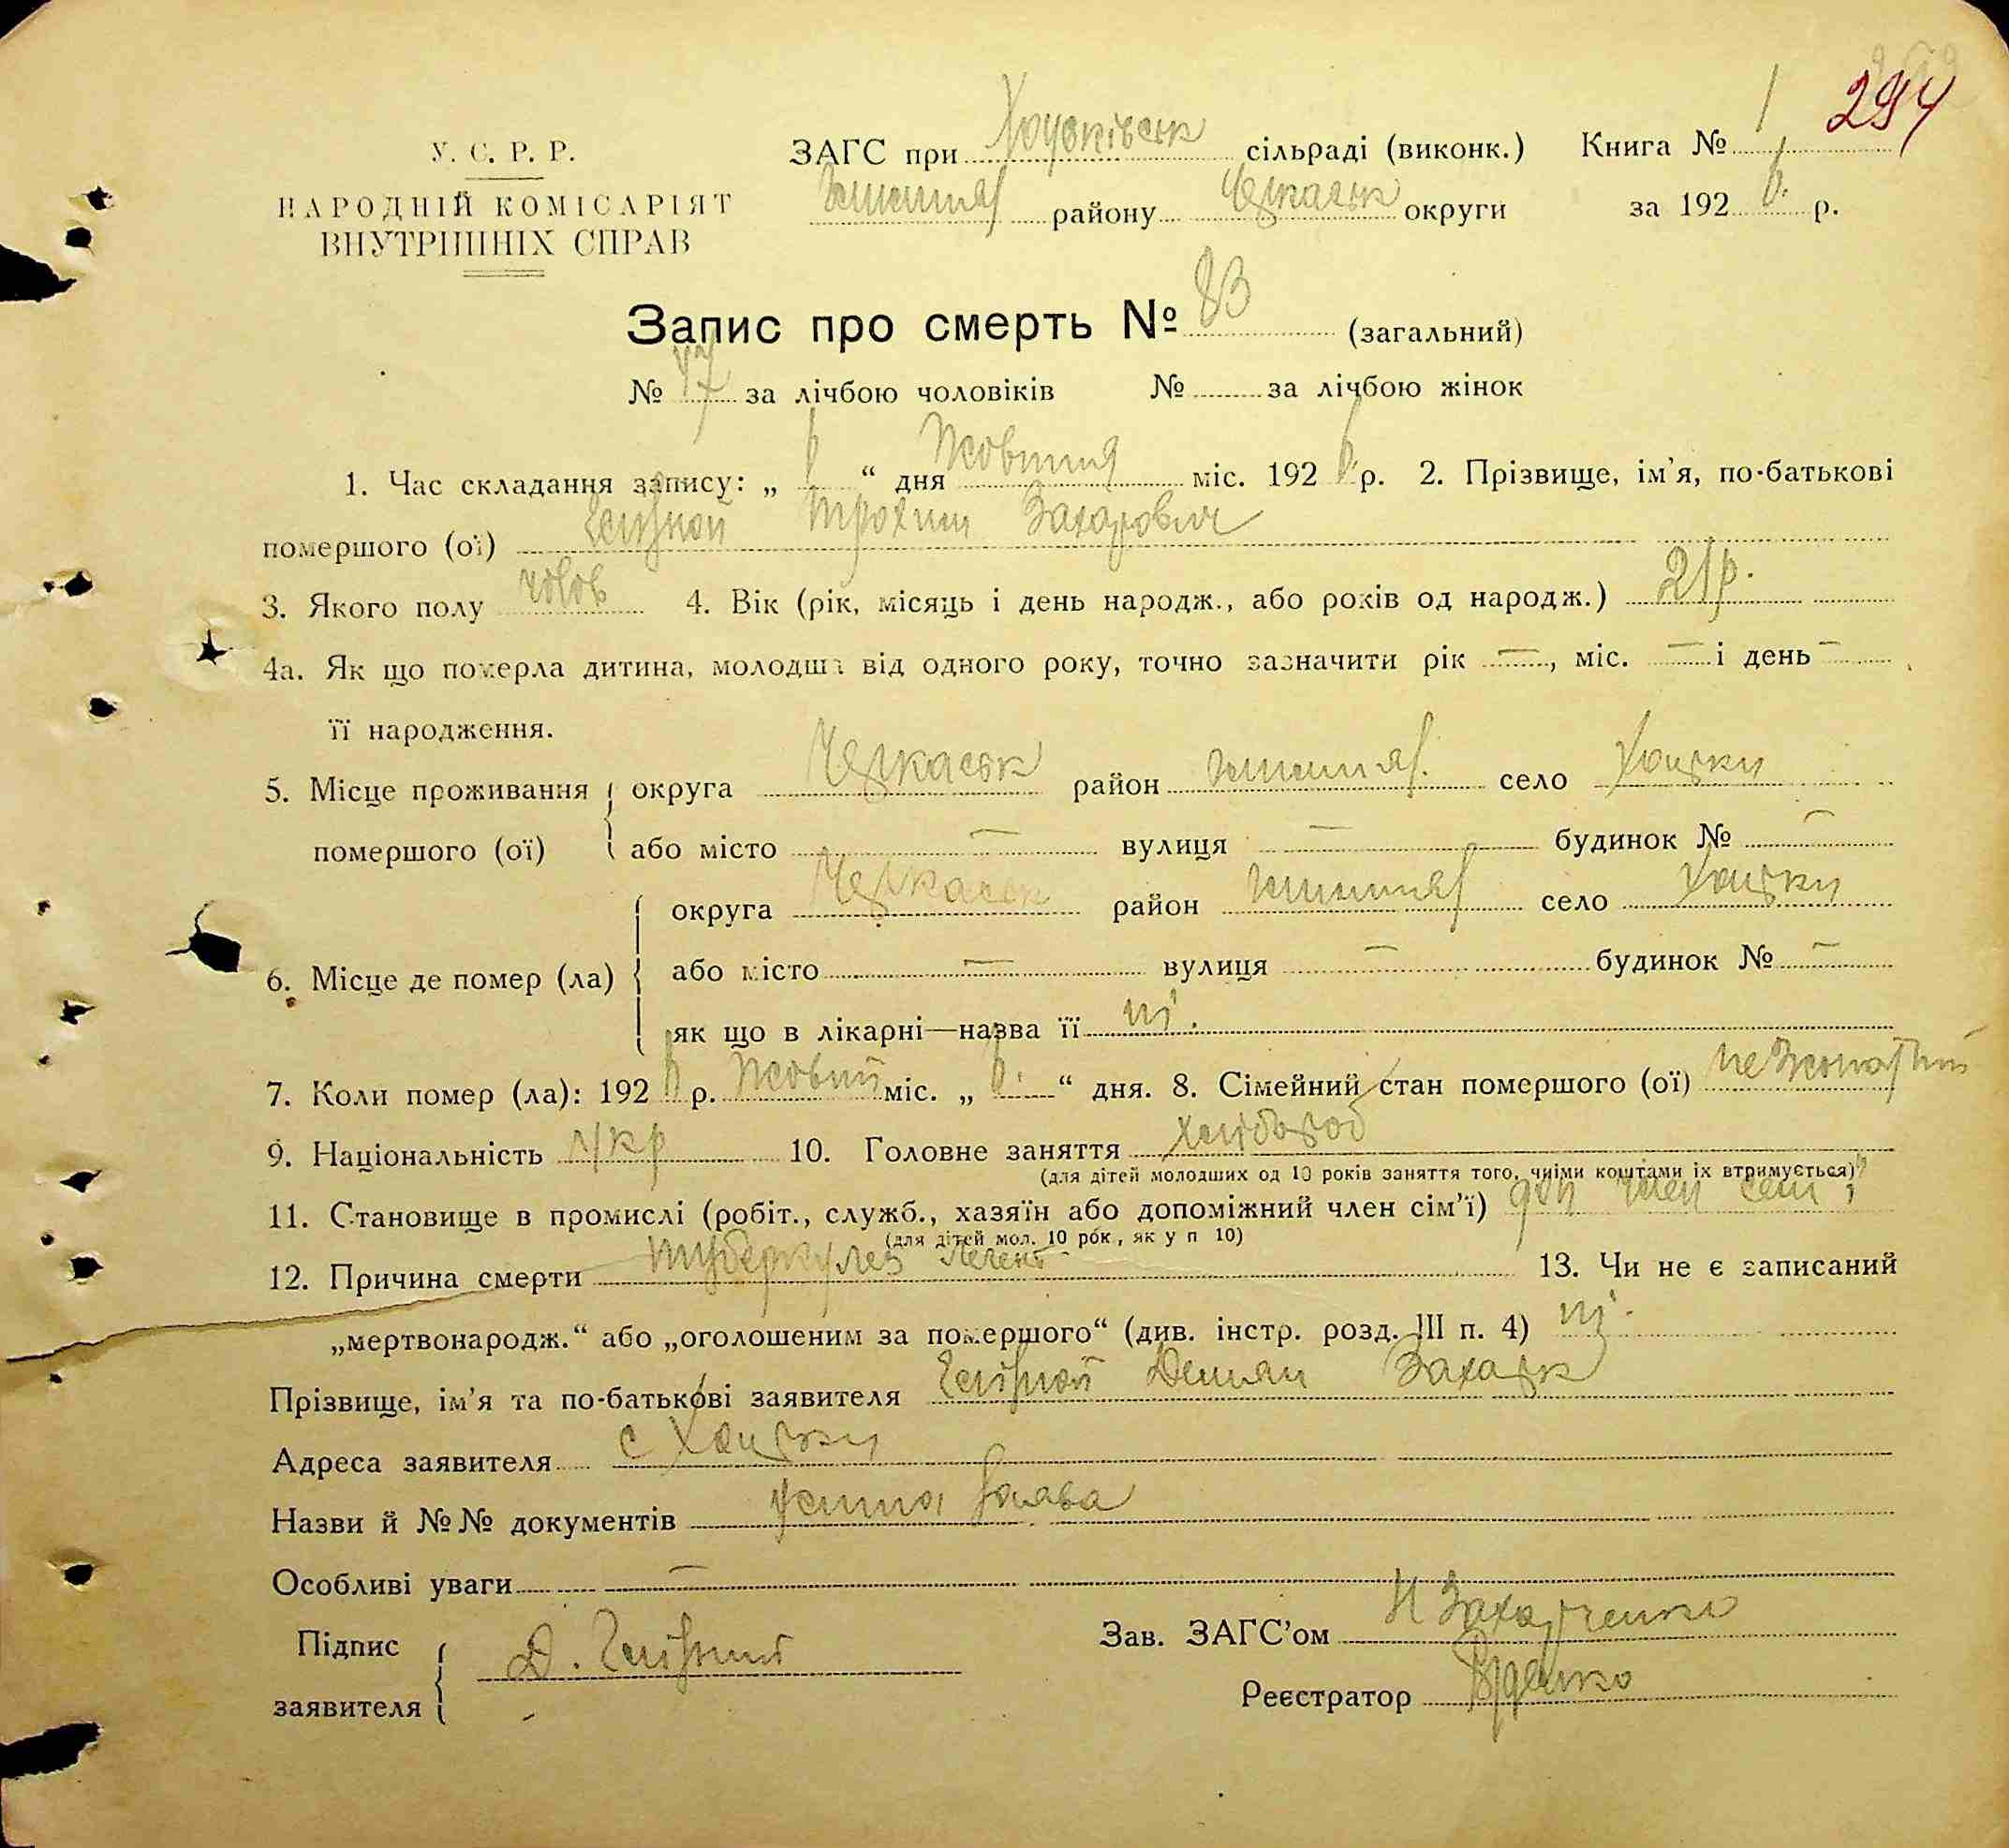 294
У. С. Р. Р.
НАРОДНІЙ КОМІСАРІЯТ
ВНУТРІШНІХ СПРАВ
ЗАГС при Хоцківськ сільраді (виконк.) Книга № 1
району Черкаськ округи за 192 6 р.
Запис про смерть № 83 (загальний)
№ 47 за лічбою чоловіків № за лічбою жінок
1. Час складання запису: „ 6 “ дня Жовтня міс. 192 6 р. 2. Прізвище, ім'я, по-батькові
помершого (ої) Трохим Захарович
3. Якого полу чолов 4. Вік (рік, місяць і день народж., або років од народж.) 21 р.
4а. Як що померла дитина, молодша від одного року, точно зазначити рік —, міс. — і день —
її народження.
5. Місце проживання округа Черкаськ район село Хоцьки
помершого (ої) або місто — вулиця — будинок № —
округа Черкаськ район село Хоцьки
6. Місце де помер (ла) або місто — вулиця — будинок № —
як що в лікарні—назва її ні.
7. Коли помер (ла): 192 6 р. Жовтн міс. „ 6 “ дня. 8. Сімейний стан помершого (ої) не жонатий
9. Національність укр 10. Головне заняття хлібороб
(для дітей молодших од 10 років заняття того, чиїми коштами їх втримується)
11. Становище в промислі (робіт., служб., хазяїн або допоміжний член сім'ї) доп член сем'ї
(для дітей мол. 10 рок, як у п 10)
12. Причина смерти туберкульоз легень 13. Чи не є записаний
„мертвонародж.“ або „оголошеним за помершого“ (див. інстр. розд. III п. 4) ні.
Прізвище, ім'я та по-батькові заявителя Демян Захарк
Адреса заявителя с Хоцьки
Назви й №№ документів устна заява
Особливі уваги —
Підпис
заявителя Д.
Зав. ЗАГС'ом Н Захарченко
Реєстратор